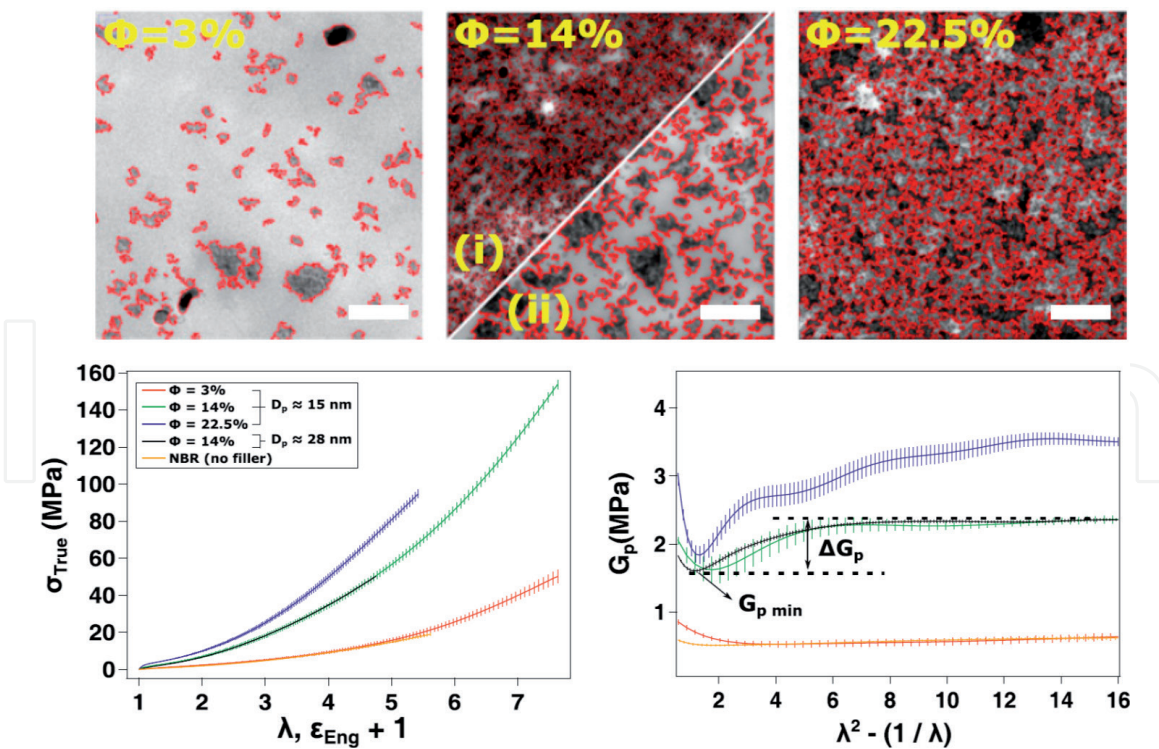 Φ=3%
Φ=14%
Φ=22.5%
(i)
(ii)
160
140
120
100
80
60
40
20
0
σTrue (MPa)
Φ = 3%
Φ = 14%
Φ = 22.5%
Dp ≈ 15 nm
Φ = 14%
Dp ≈ 28 nm
NBR (no filler)
1 2 3 4 5 6 7
λ, εEng + 1
4
3
2
1
Gp(MPa)
ΔGp
Gp min
2 4 6 8 10 12 14 16
λ² - (1 / λ)